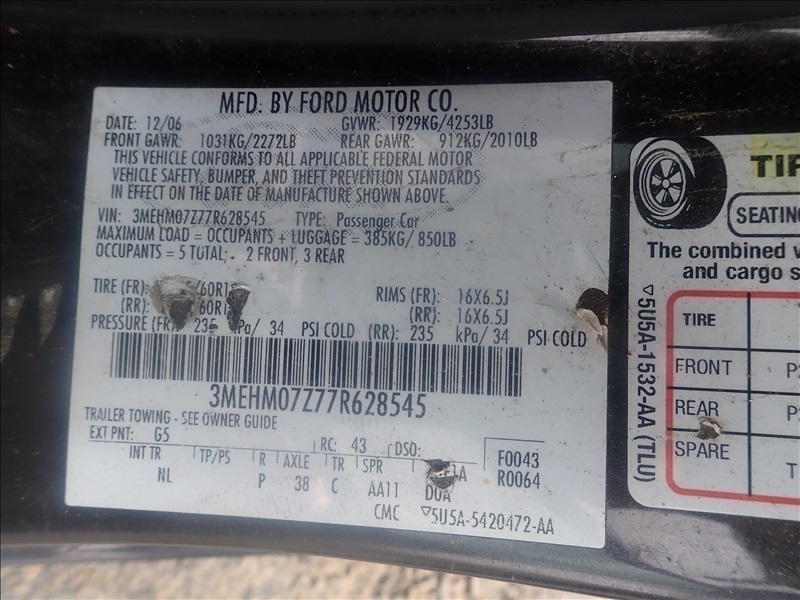 MFD. BY FORD MOTOR CO.
DATE: 12/06 GVWR: 1929KG/4253LB
FRONT GAWR: 1031KG/2272LB REAR GAWR: 912KG/2010LB
THIS VEHICLE CONFORMS TO ALL APPLICABLE FEDERAL MOTOR
VEHICLE SAFETY, BUMPER, AND THEFT PREVENTION STANDARDS
IN EFFECT ON THE DATE OF MANUFACTURE SHOWN ABOVE.
VIN: 3MEHM07Z77R628545 TYPE: Passenger Car
MAXIMUM LOAD = OCCUPANTS + LUGGAGE = 385KG/ 850LB
OCCUPANTS = 5 TOTAL: 2 FRONT, 3 REAR
TIRE (FR): RIMS (FR): 16X6.5J
(RR): (RR): 16X6.5J
PRESSURE (FR): 235 kPa/ 34 PSI COLD (RR): 235 kPa/ 34 PSI COLD
3MEHM07Z77R628545
TRAILER TOWING - SEE OWNER GUIDE
EXT PNT: G5 RC: 43 DSO: F0043
INT TR TP/PS R AXLE TR SPR R0064
NL P 38 C AA11 DOA
CMC ▽5U5A-5420472-AA
▽5U5A-1532-AA (TLU)
SEATING
The combined
and cargo
TIRE
FRONT
REAR
SPARE